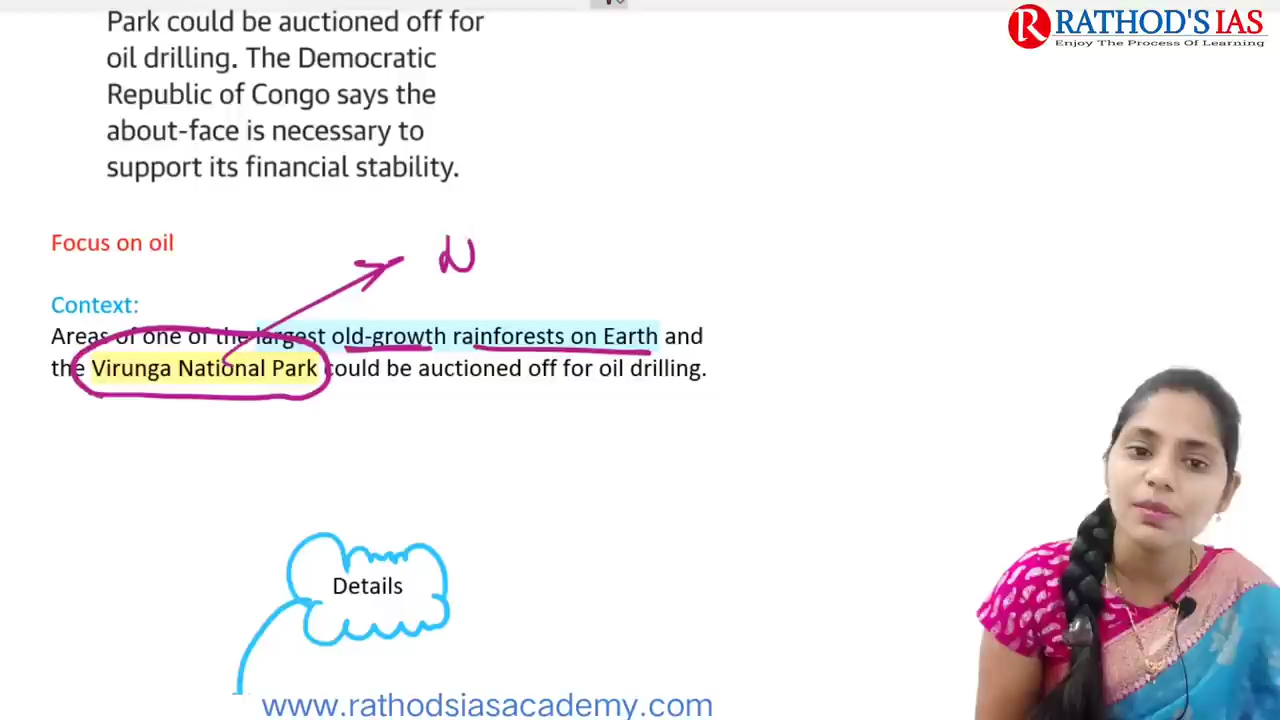 RATHOD'S IAS
Enjoy The Process Of Learning
Park could be auctioned off for
oil drilling. The Democratic
Republic of Congo says the
about-face is necessary to
support its financial stability.
Focus on oil
Context:
Areas of one of the largest old-growth rainforests on Earth and
the Virunga National Park could be auctioned off for oil drilling.
Details
www.rathodsiasacademy.com